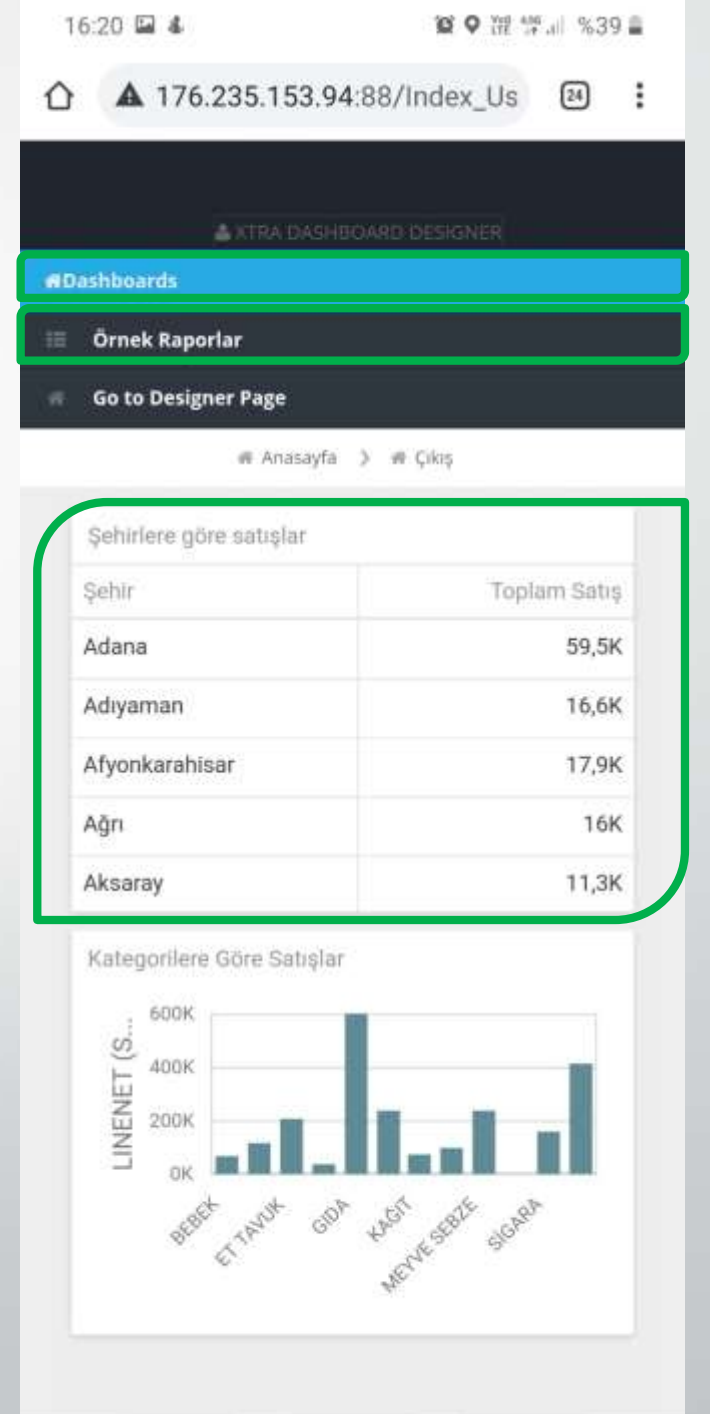 16:20 %39
176.235.153.94:88/Index_Us 24
XTRA DASHBOARD DESIGNER
Dashboards
Örnek Raporlar
Go to Designer Page
Anasayfa > Çıkış
Şehirlere göre satışlar
Şehir Toplam Satış
Adana 59,5K
Adıyaman 16,6K
Afyonkarahisar 17,9K
Ağrı 16K
Aksaray 11,3K
Kategorilere Göre Satışlar
LINENET (S...
600K
400K
200K
0K
BEBEK ET TAVUK GIDA KAĞIT MEYVE SEBZE SİGARA